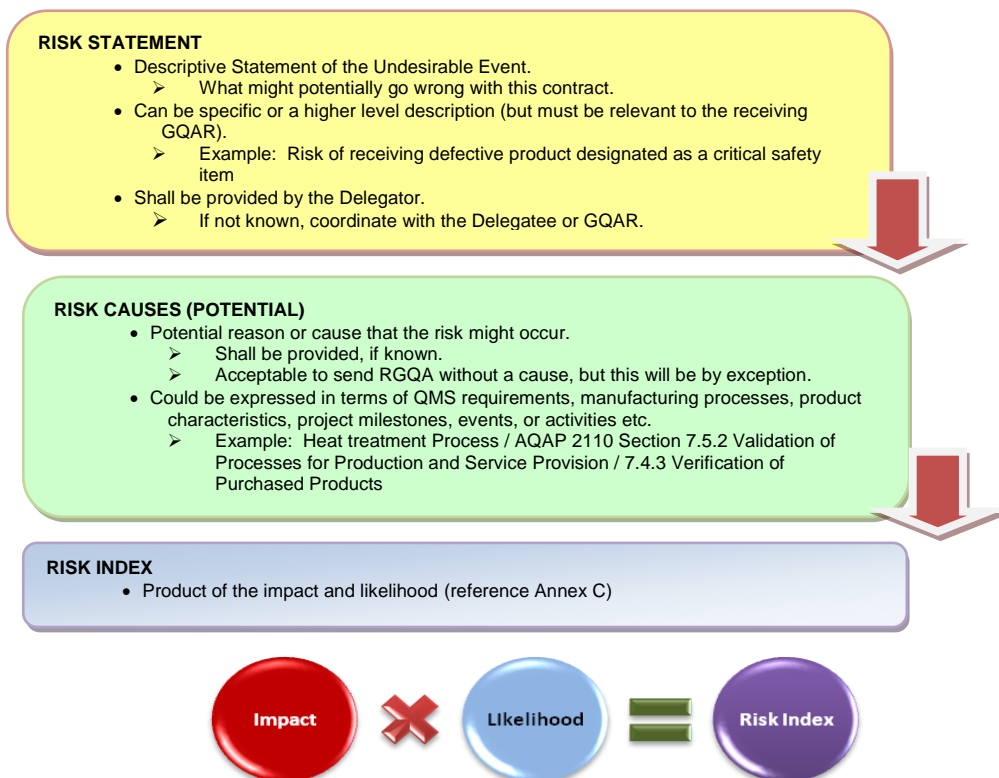 RISK STATEMENT
• Descriptive Statement of the Undesirable Event.
➢ What might potentially go wrong with this contract.
• Can be specific or a higher level description (but must be relevant to the receiving
GQAR).
➢ Example: Risk of receiving defective product designated as a critical safety
item
• Shall be provided by the Delegator.
➢ If not known, coordinate with the Delegatee or GQAR.
RISK CAUSES (POTENTIAL)
• Potential reason or cause that the risk might occur.
➢ Shall be provided, if known.
➢ Acceptable to send RGQA without a cause, but this will be by exception.
• Could be expressed in terms of QMS requirements, manufacturing processes, product
characteristics, project milestones, events, or activities etc.
➢ Example: Heat treatment Process / AQAP 2110 Section 7.5.2 Validation of
Processes for Production and Service Provision / 7.4.3 Verification of
Purchased Products
RISK INDEX
• Product of the impact and likelihood (reference Annex C)
Impact × LIkelihood = Risk Index